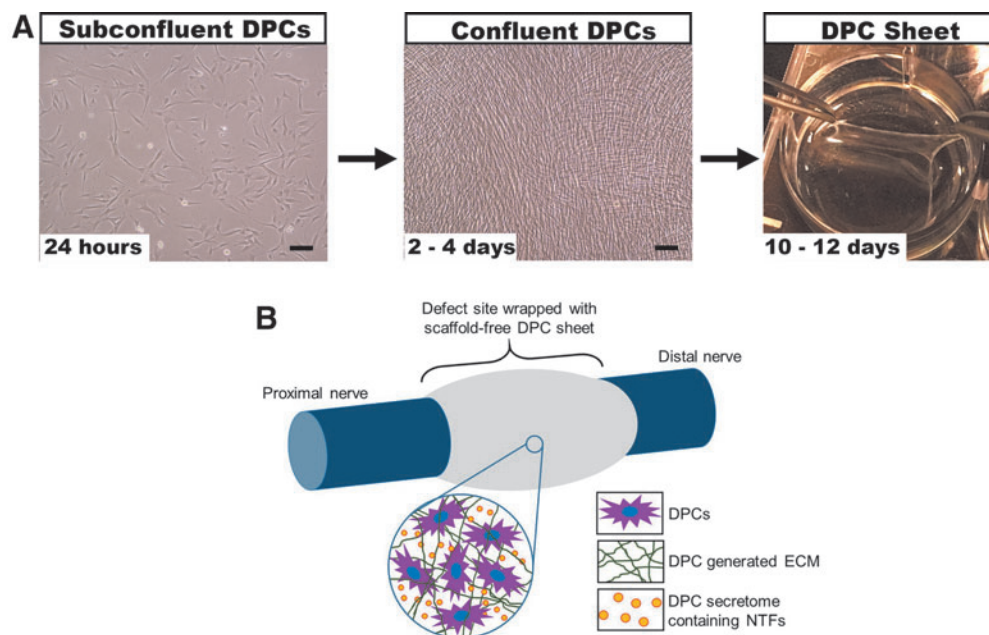 A
Subconfluent DPCs
Confluent DPCs
DPC Sheet
24 hours
2 - 4 days
10 - 12 days
B
Defect site wrapped with
scaffold-free DPC sheet
Proximal nerve
Distal nerve
DPCs
DPC generated ECM
DPC secretome
containing NTFs